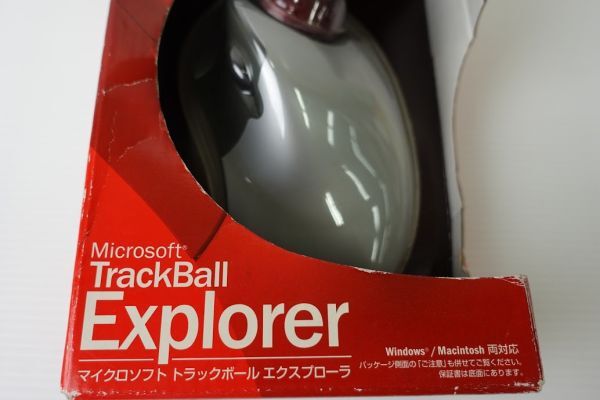 Microsoft®
TrackBall
Explorer
マイクロソフト トラックボール エクスプローラ
Windows® / Macintosh 両対応
パッケージ側面の「ご注意」も併せてご覧ください。
保証書は底面にあります。